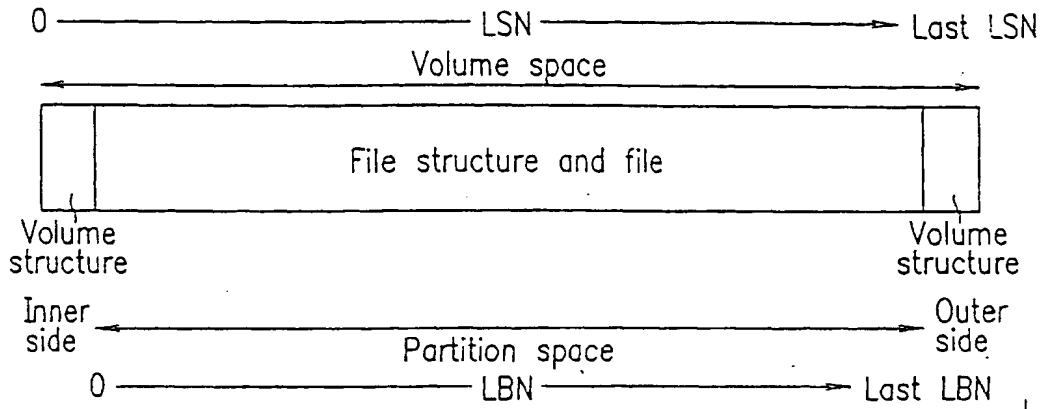 0 LSN Last LSN
Volume space
File structure and file
Volume structure
Volume structure
Inner side
Outer side
Partition space
0 LBN Last LBN